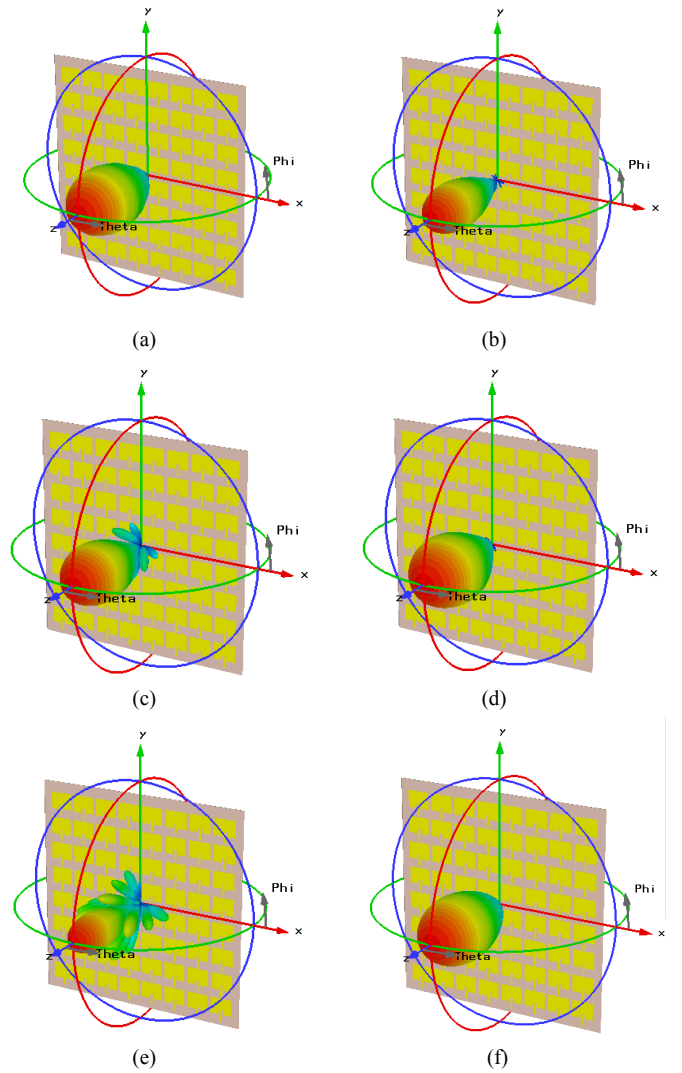 y
y
Phi
Phi
x
x
z
Theta
z
Theta
(a)
(b)
y
y
Phi
Phi
x
x
z
Theta
z
Theta
(c)
(d)
y
y
Phi
Phi
x
x
z
Theta
z
Theta
(e)
(f)